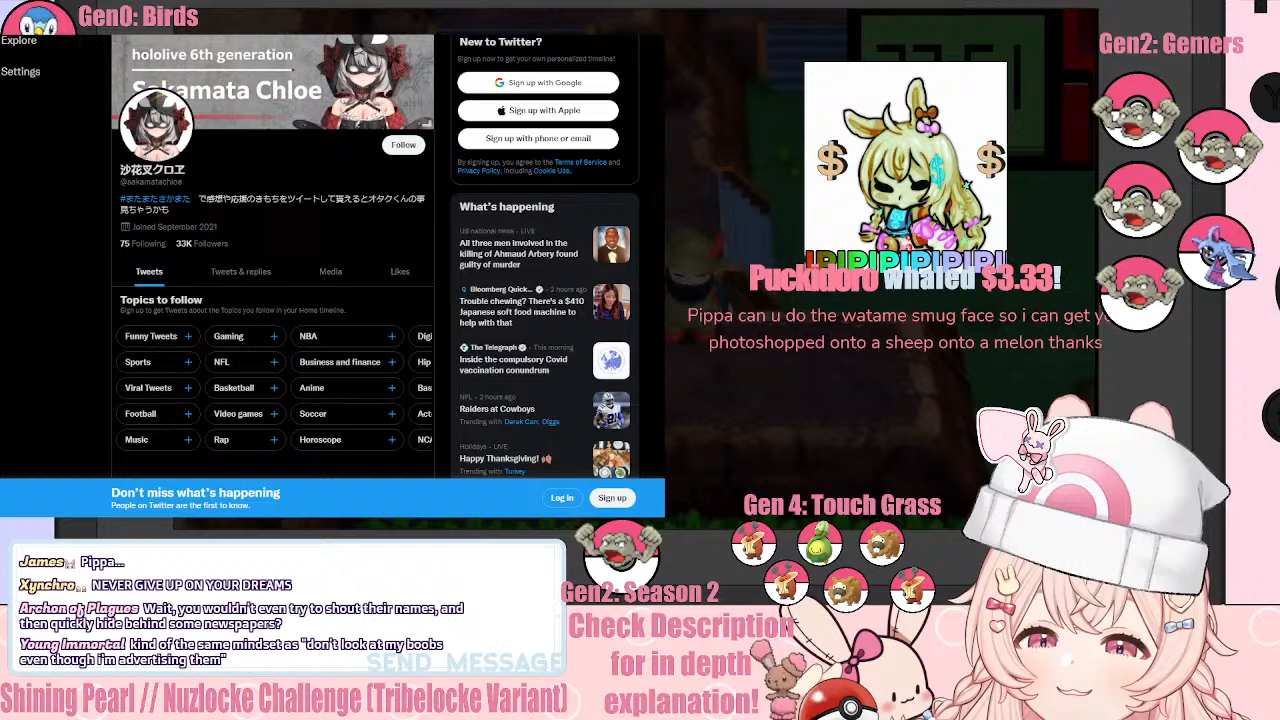 Gen0: Birds
Explore
Settings
hololive 6th generation
Sakamata Chloe
Follow
沙花叉クロヱ
@sakamatachloe
#またまたさかまた で感想や応援のきもちをツイートして貰えるとオタクくんの事
見ちゃうかも
Joined September 2021
75 Following 33K Followers
Tweets
Tweets & replies
Media
Likes
Topics to follow
Sign up to get Tweets about the Topics you follow in your Home timeline.
Funny Tweets +
Gaming +
NBA +
Sports +
NFL +
Business and finance +
Hip
Viral Tweets +
Basketball +
Anime +
Bas
Football +
Video games +
Soccer +
Music +
Rap +
Horoscope +
New to Twitter?
Sign up now to get your own personalized timeline!
Sign up with Google
Sign up with Apple
Sign up with phone or email
By signing up, you agree to the Terms of Service and
Privacy Policy, including Cookie Use.
What's happening
US national news · LIVE
All three men involved in the
killing of Ahmaud Arbery found
guilty of murder
Bloomberg Quick... · 2 hours ago
Trouble chewing? There's a $410
Japanese soft food machine to
help with that
The Telegraph · This morning
Inside the compulsory Covid
vaccination conundrum
NFL · 2 hours ago
Raiders at Cowboys
Trending with Derek Carr, Diggs
Holidays · LIVE
Happy Thanksgiving!
Trending with Turkey
Don't miss what's happening
People on Twitter are the first to know.
Log in
Sign up
$ $ $
Puckidoro whaled $3.33!
Pippa can u do the watame smug face so i can get
photoshopped onto a sheep onto a melon thanks
Gen2: Gemers
Gen 4: Touch Grass
James Pippa...
Xynchro NEVER GIVE UP ON YOUR DREAMS
Archon of Plagues Wait, you wouldn't even try to shout their names, and
then quickly hide behind some newspapers?
Young Immortal kind of the same mindset as "don't look at my boobs
even though i'm advertising them"
SEND MESSAGE
Shining Pearl // Nuzlocke Challenge (Tribelocke Variant)
Gen2: Season 2
Check Description
for in depth
explanation!